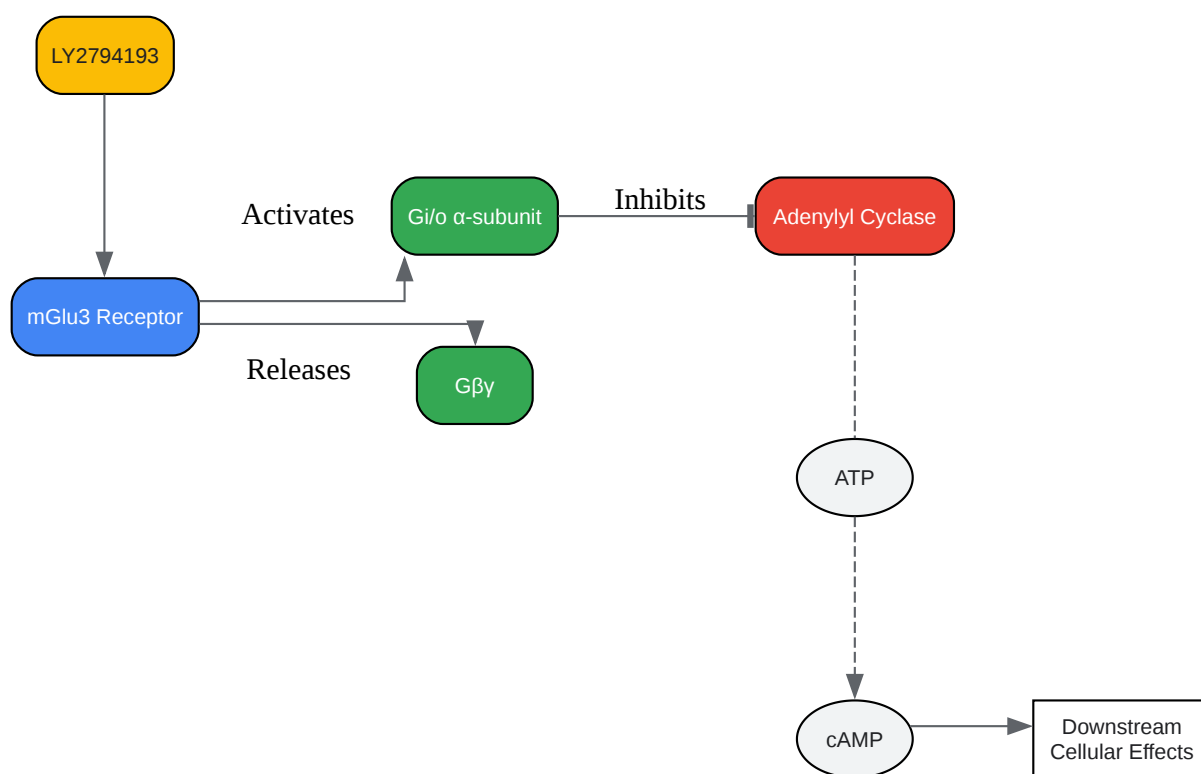 LY2794193
Activates
Gi/o α-subunit
Inhibits
Adenylyl Cyclase
mGlu3 Receptor
Releases
Gβγ
ATP
cAMP
Downstream
Cellular Effects